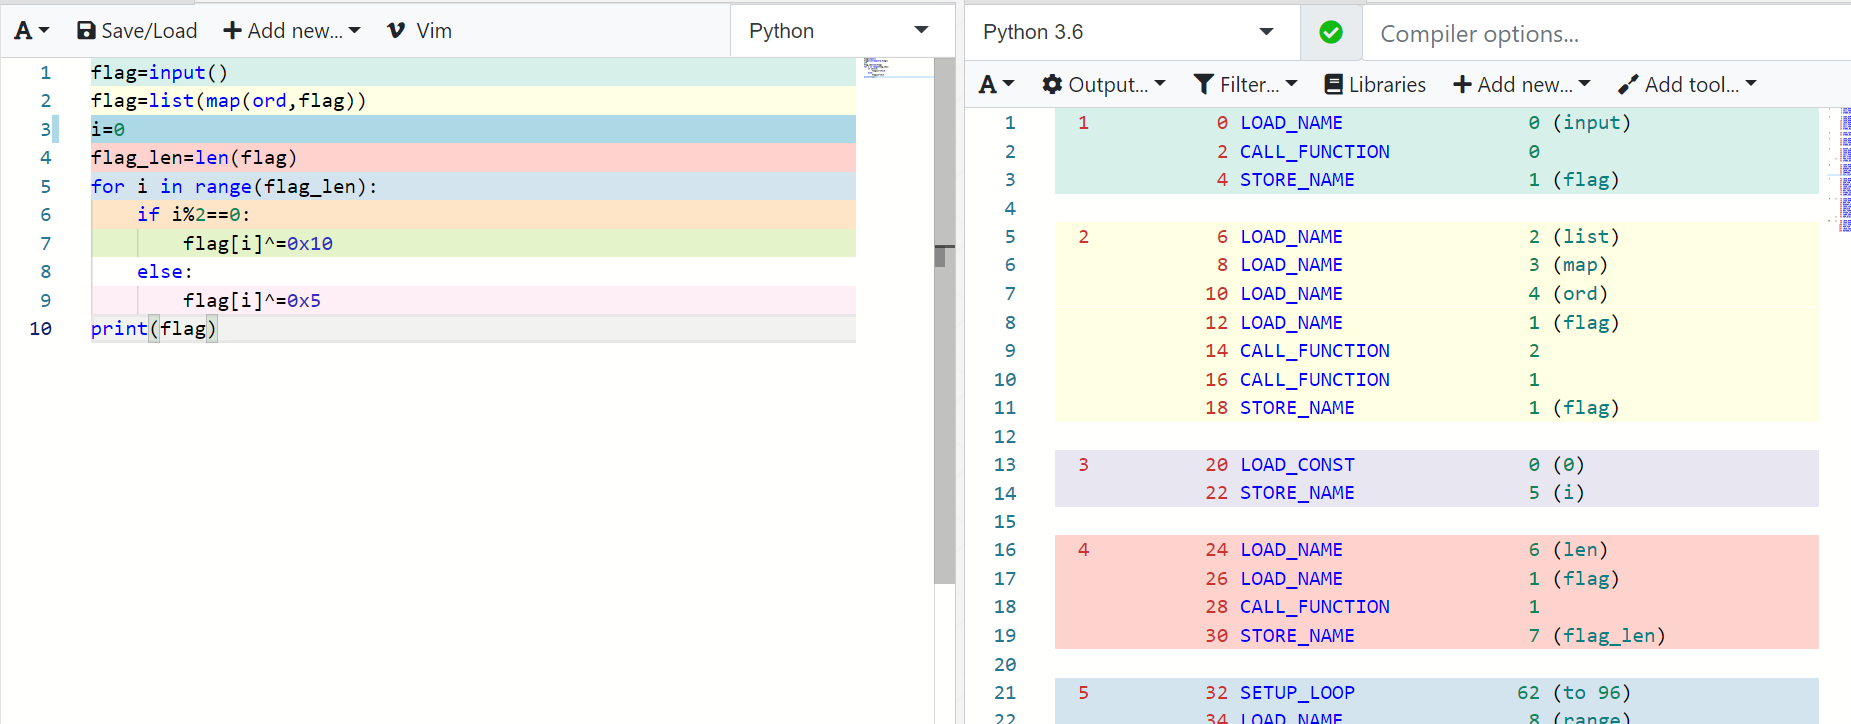 A Save/Load Add new... Vim Python
1 flag=input()
2 flag=list(map(ord,flag))
3 i=0
4 flag_len=len(flag)
5 for i in range(flag_len):
6 if i%2==0:
7 flag[i]^=0x10
8 else:
9 flag[i]^=0x5
10 print(flag)
Python 3.6 Compiler options...
A Output... Filter... Libraries Add new... Add tool...
1 1 0 LOAD_NAME 0 (input)
2 2 CALL_FUNCTION 0
3 4 STORE_NAME 1 (flag)
4
5 2 6 LOAD_NAME 2 (list)
6 8 LOAD_NAME 3 (map)
7 10 LOAD_NAME 4 (ord)
8 12 LOAD_NAME 1 (flag)
9 14 CALL_FUNCTION 2
10 16 CALL_FUNCTION 1
11 18 STORE_NAME 1 (flag)
12
13 3 20 LOAD_CONST 0 (0)
14 22 STORE_NAME 5 (i)
15
16 4 24 LOAD_NAME 6 (len)
17 26 LOAD_NAME 1 (flag)
18 28 CALL_FUNCTION 1
19 30 STORE_NAME 7 (flag_len)
20
21 5 32 SETUP_LOOP 62 (to 96)
22 34 LOAD_NAME 8 (range)